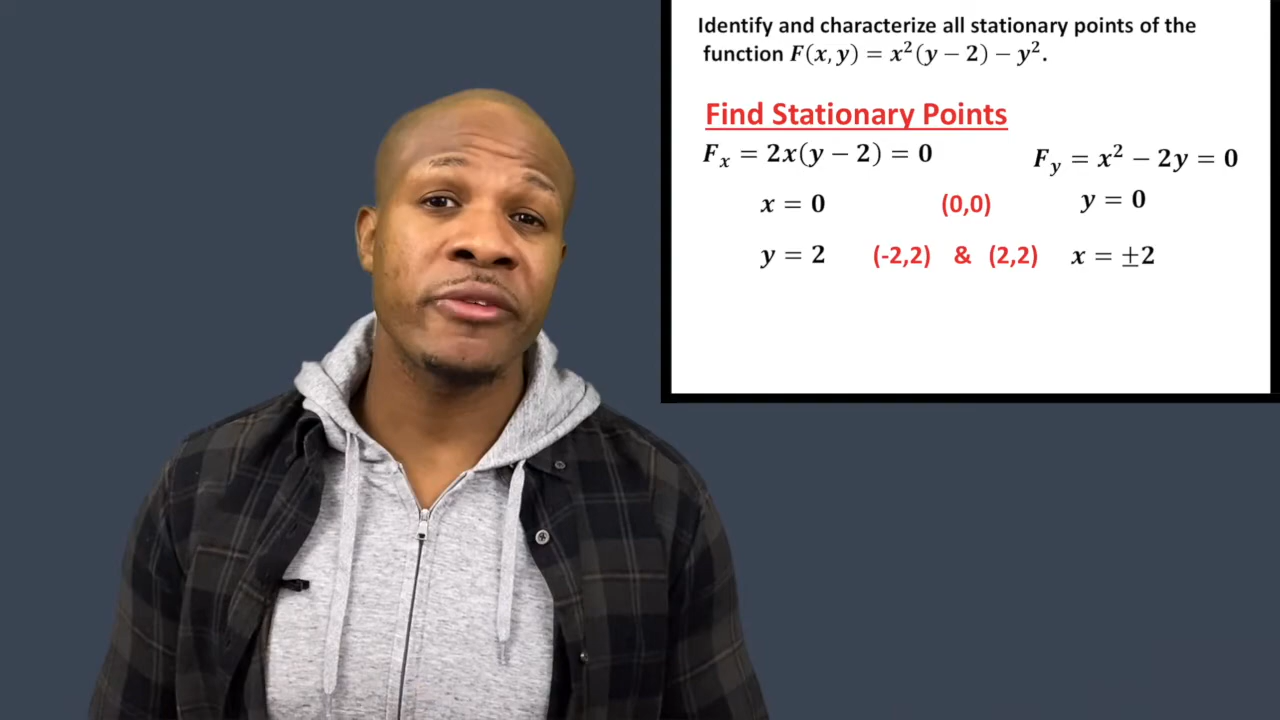 Identify and characterize all stationary points of the
function F(x, y) = x²(y − 2) − y².
Find Stationary Points
Fₓ = 2x(y − 2) = 0 F_y = x² − 2y = 0
x = 0 (0,0) y = 0
y = 2 (-2,2) & (2,2) x = ±2